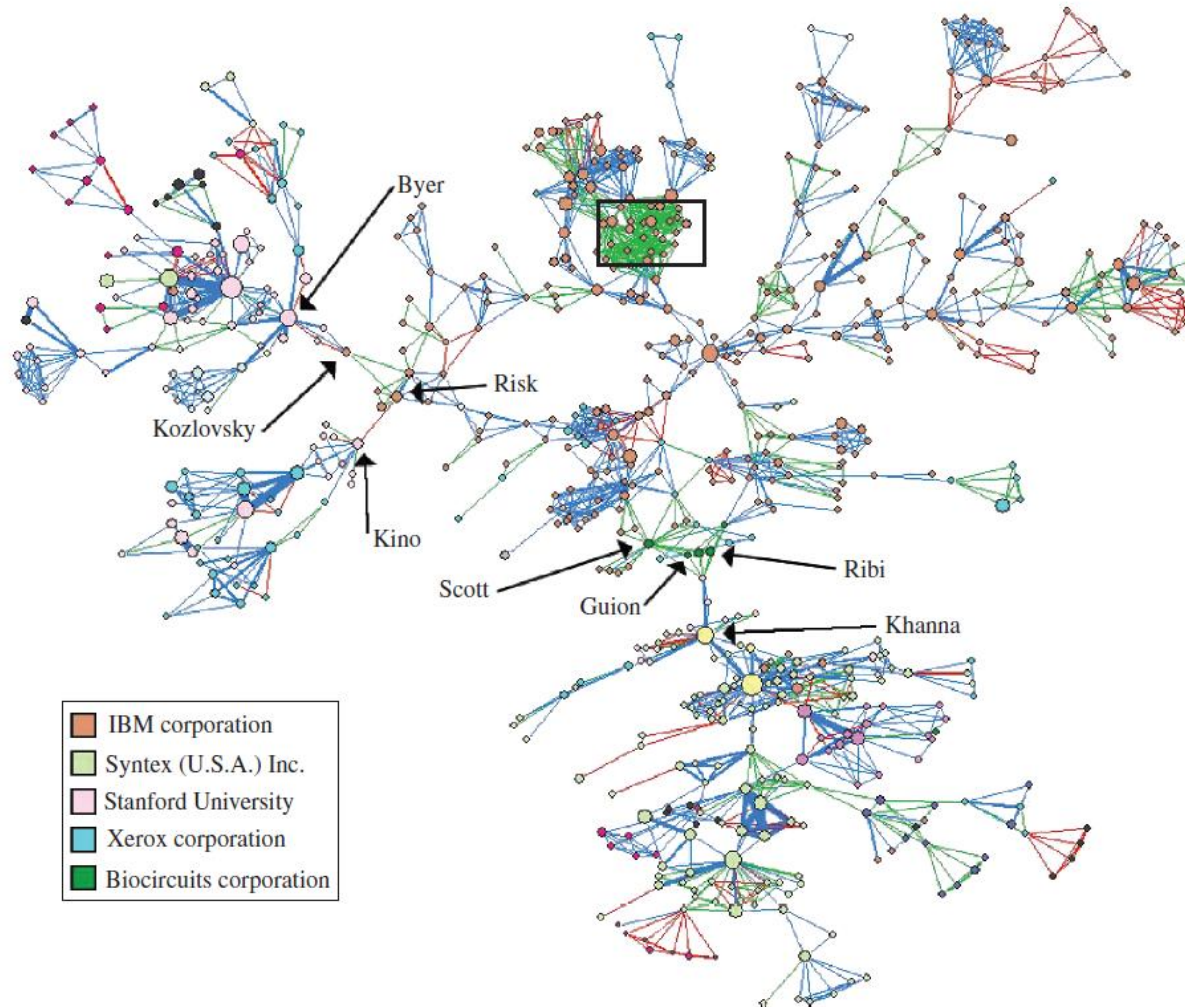 Byer
Risk
Kozlovsky
Kino
Scott
Guion
Ribi
Khanna
IBM corporation
Syntex (U.S.A.) Inc.
Stanford University
Xerox corporation
Biocircuits corporation